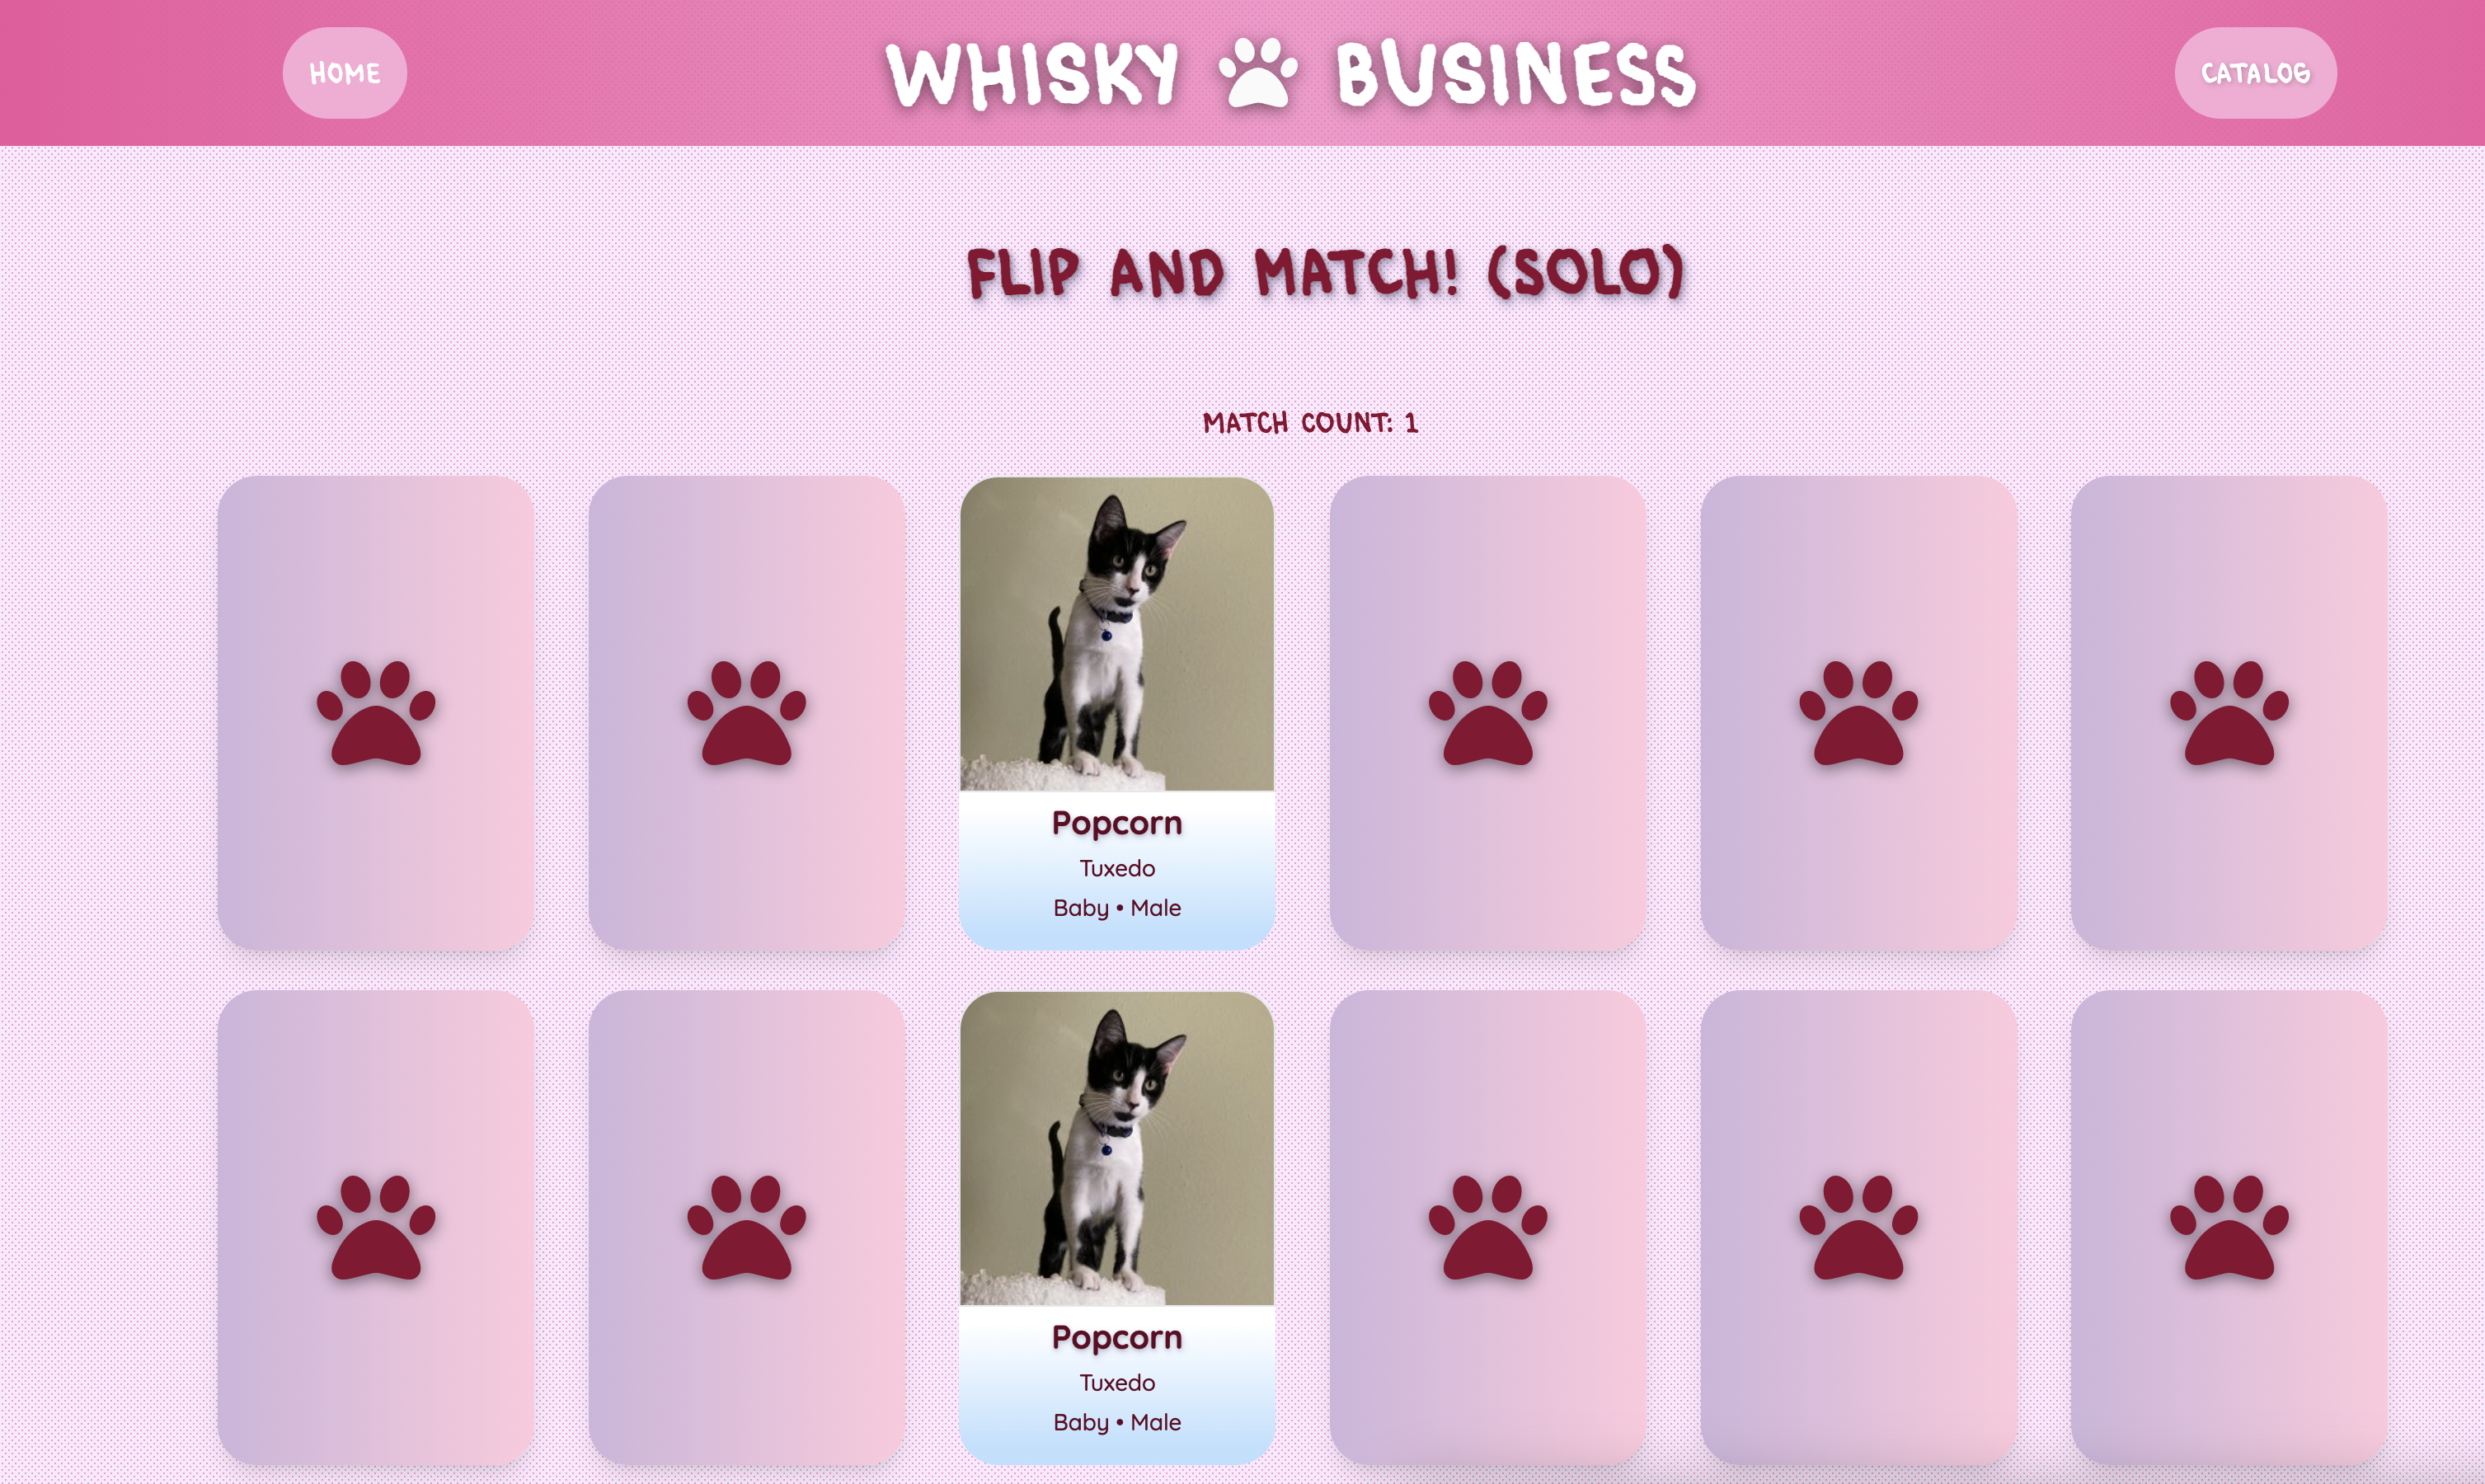 HOME
WHISKY BUSINESS
CATALOG
FLIP AND MATCH! (SOLO)
MATCH COUNT: 1
Popcorn
Tuxedo
Baby • Male
Popcorn
Tuxedo
Baby • Male